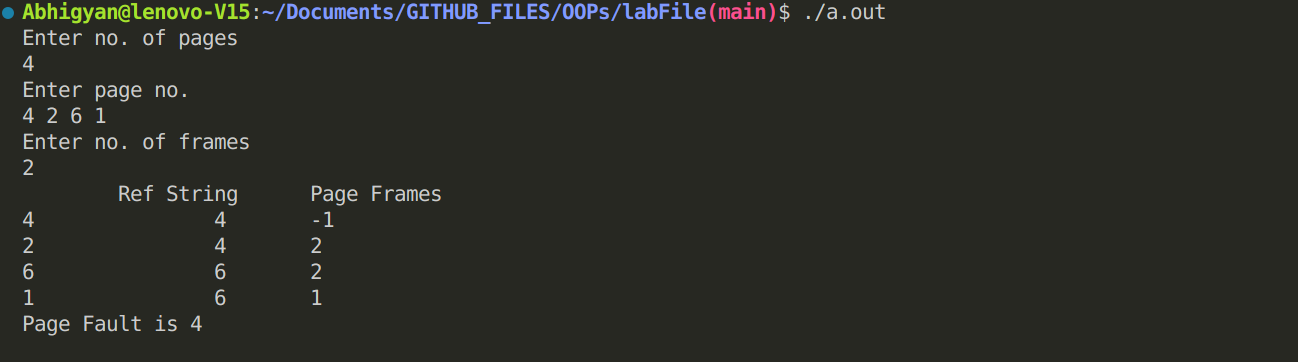 Abhigyan@lenovo-V15:~/Documents/GITHUB_FILES/OOPs/labFile(main)$ ./a.out
Enter no. of pages
4
Enter page no.
4 2 6 1
Enter no. of frames
2
        Ref String      Page Frames
4               4       -1
2               4       2
6               6       2
1               6       1
Page Fault is 4